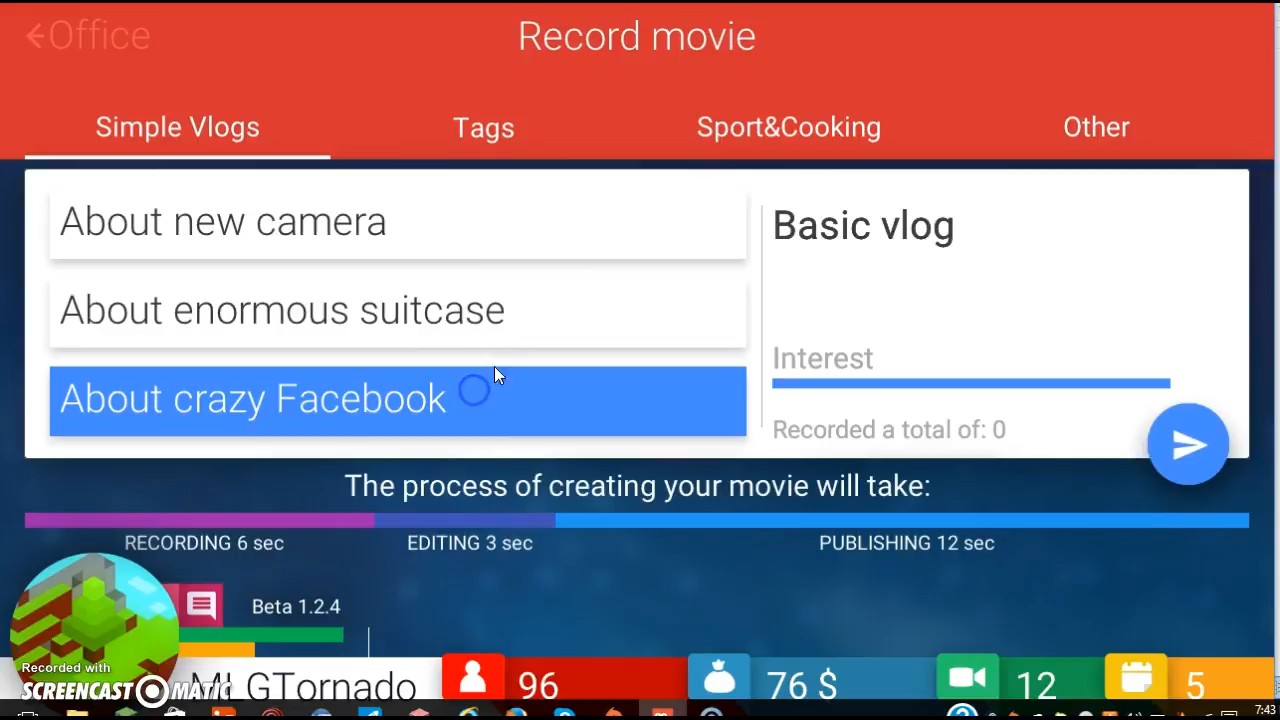 Office
Record movie
Simple Vlogs
Tags
Sport&Cooking
Other
About new camera
About enormous suitcase
About crazy Facebook
Basic vlog
Interest
Recorded a total of: 0
The process of creating your movie will take:
RECORDING 6 sec
EDITING 3 sec
PUBLISHING 12 sec
Beta 1.2.4
MLGTornado
96
76 $
12
5
Recorded with
SCREENCAST MATIC
7:43